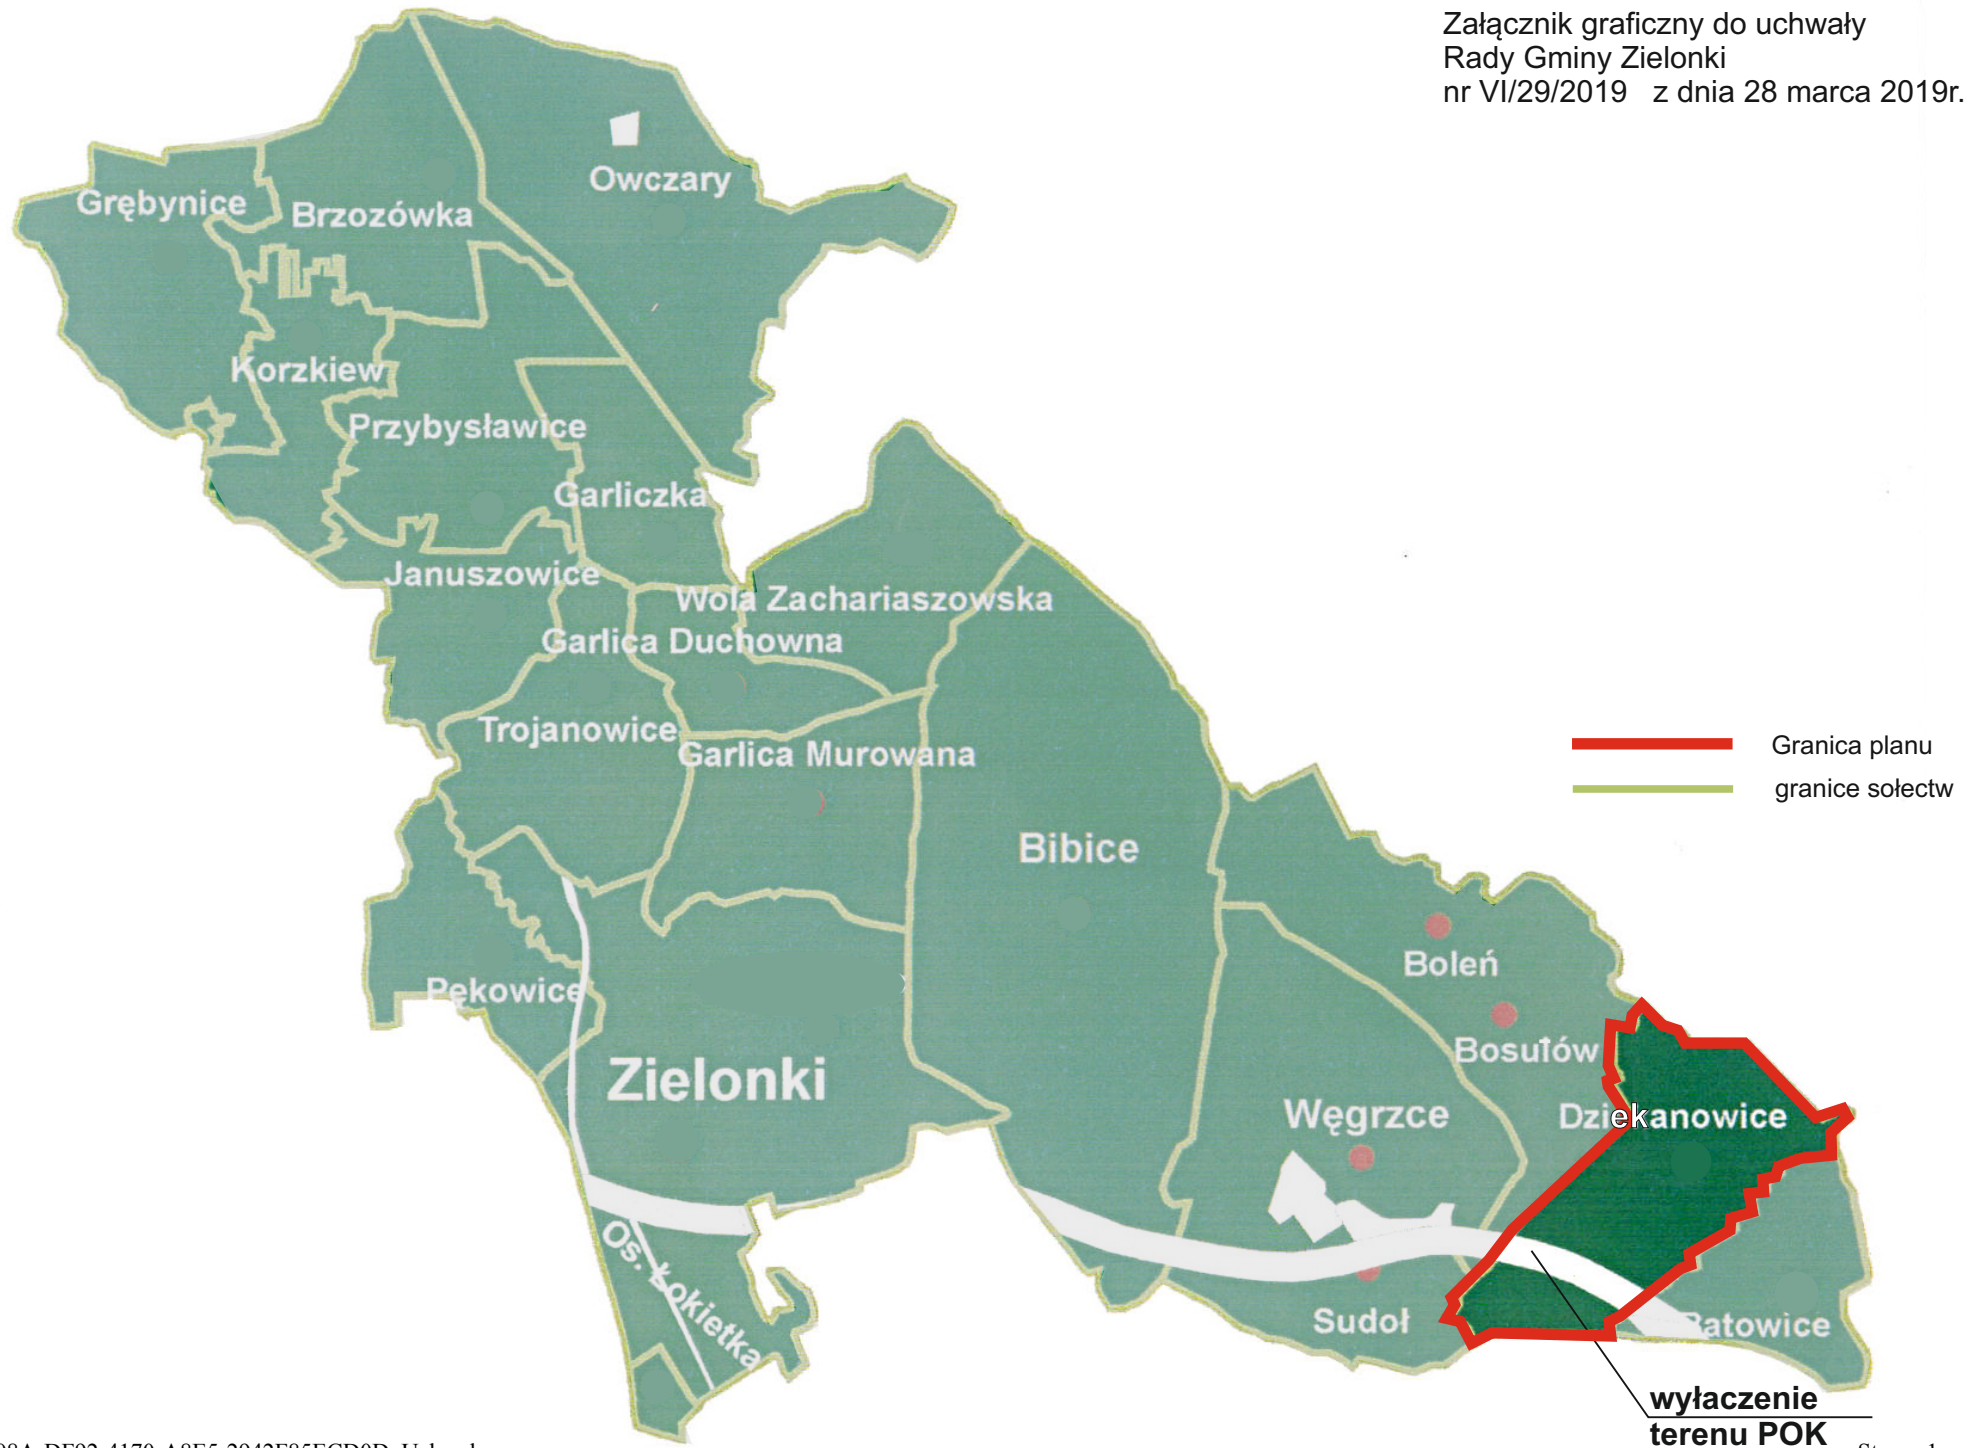 Załącznik graficzny do uchwały
Rady Gminy Zielonki
nr VI/29/2019 z dnia 28 marca 2019r.
Owczary
Grębynice
Brzozówka
Korzkiew
Przybysławice
Garliczka
Januszowice
Wola Zachariaszowska
Garlica Duchowna
Trojanowice
Garlica Murowana
Granica planu
granice sołectw
Bibice
Boleń
Pękowice
Bosutów
Zielonki
Węgrzce
Dziekanowice
Oś. Łokietka
Sudoł
Batowice
wyłaczenie
terenu POK